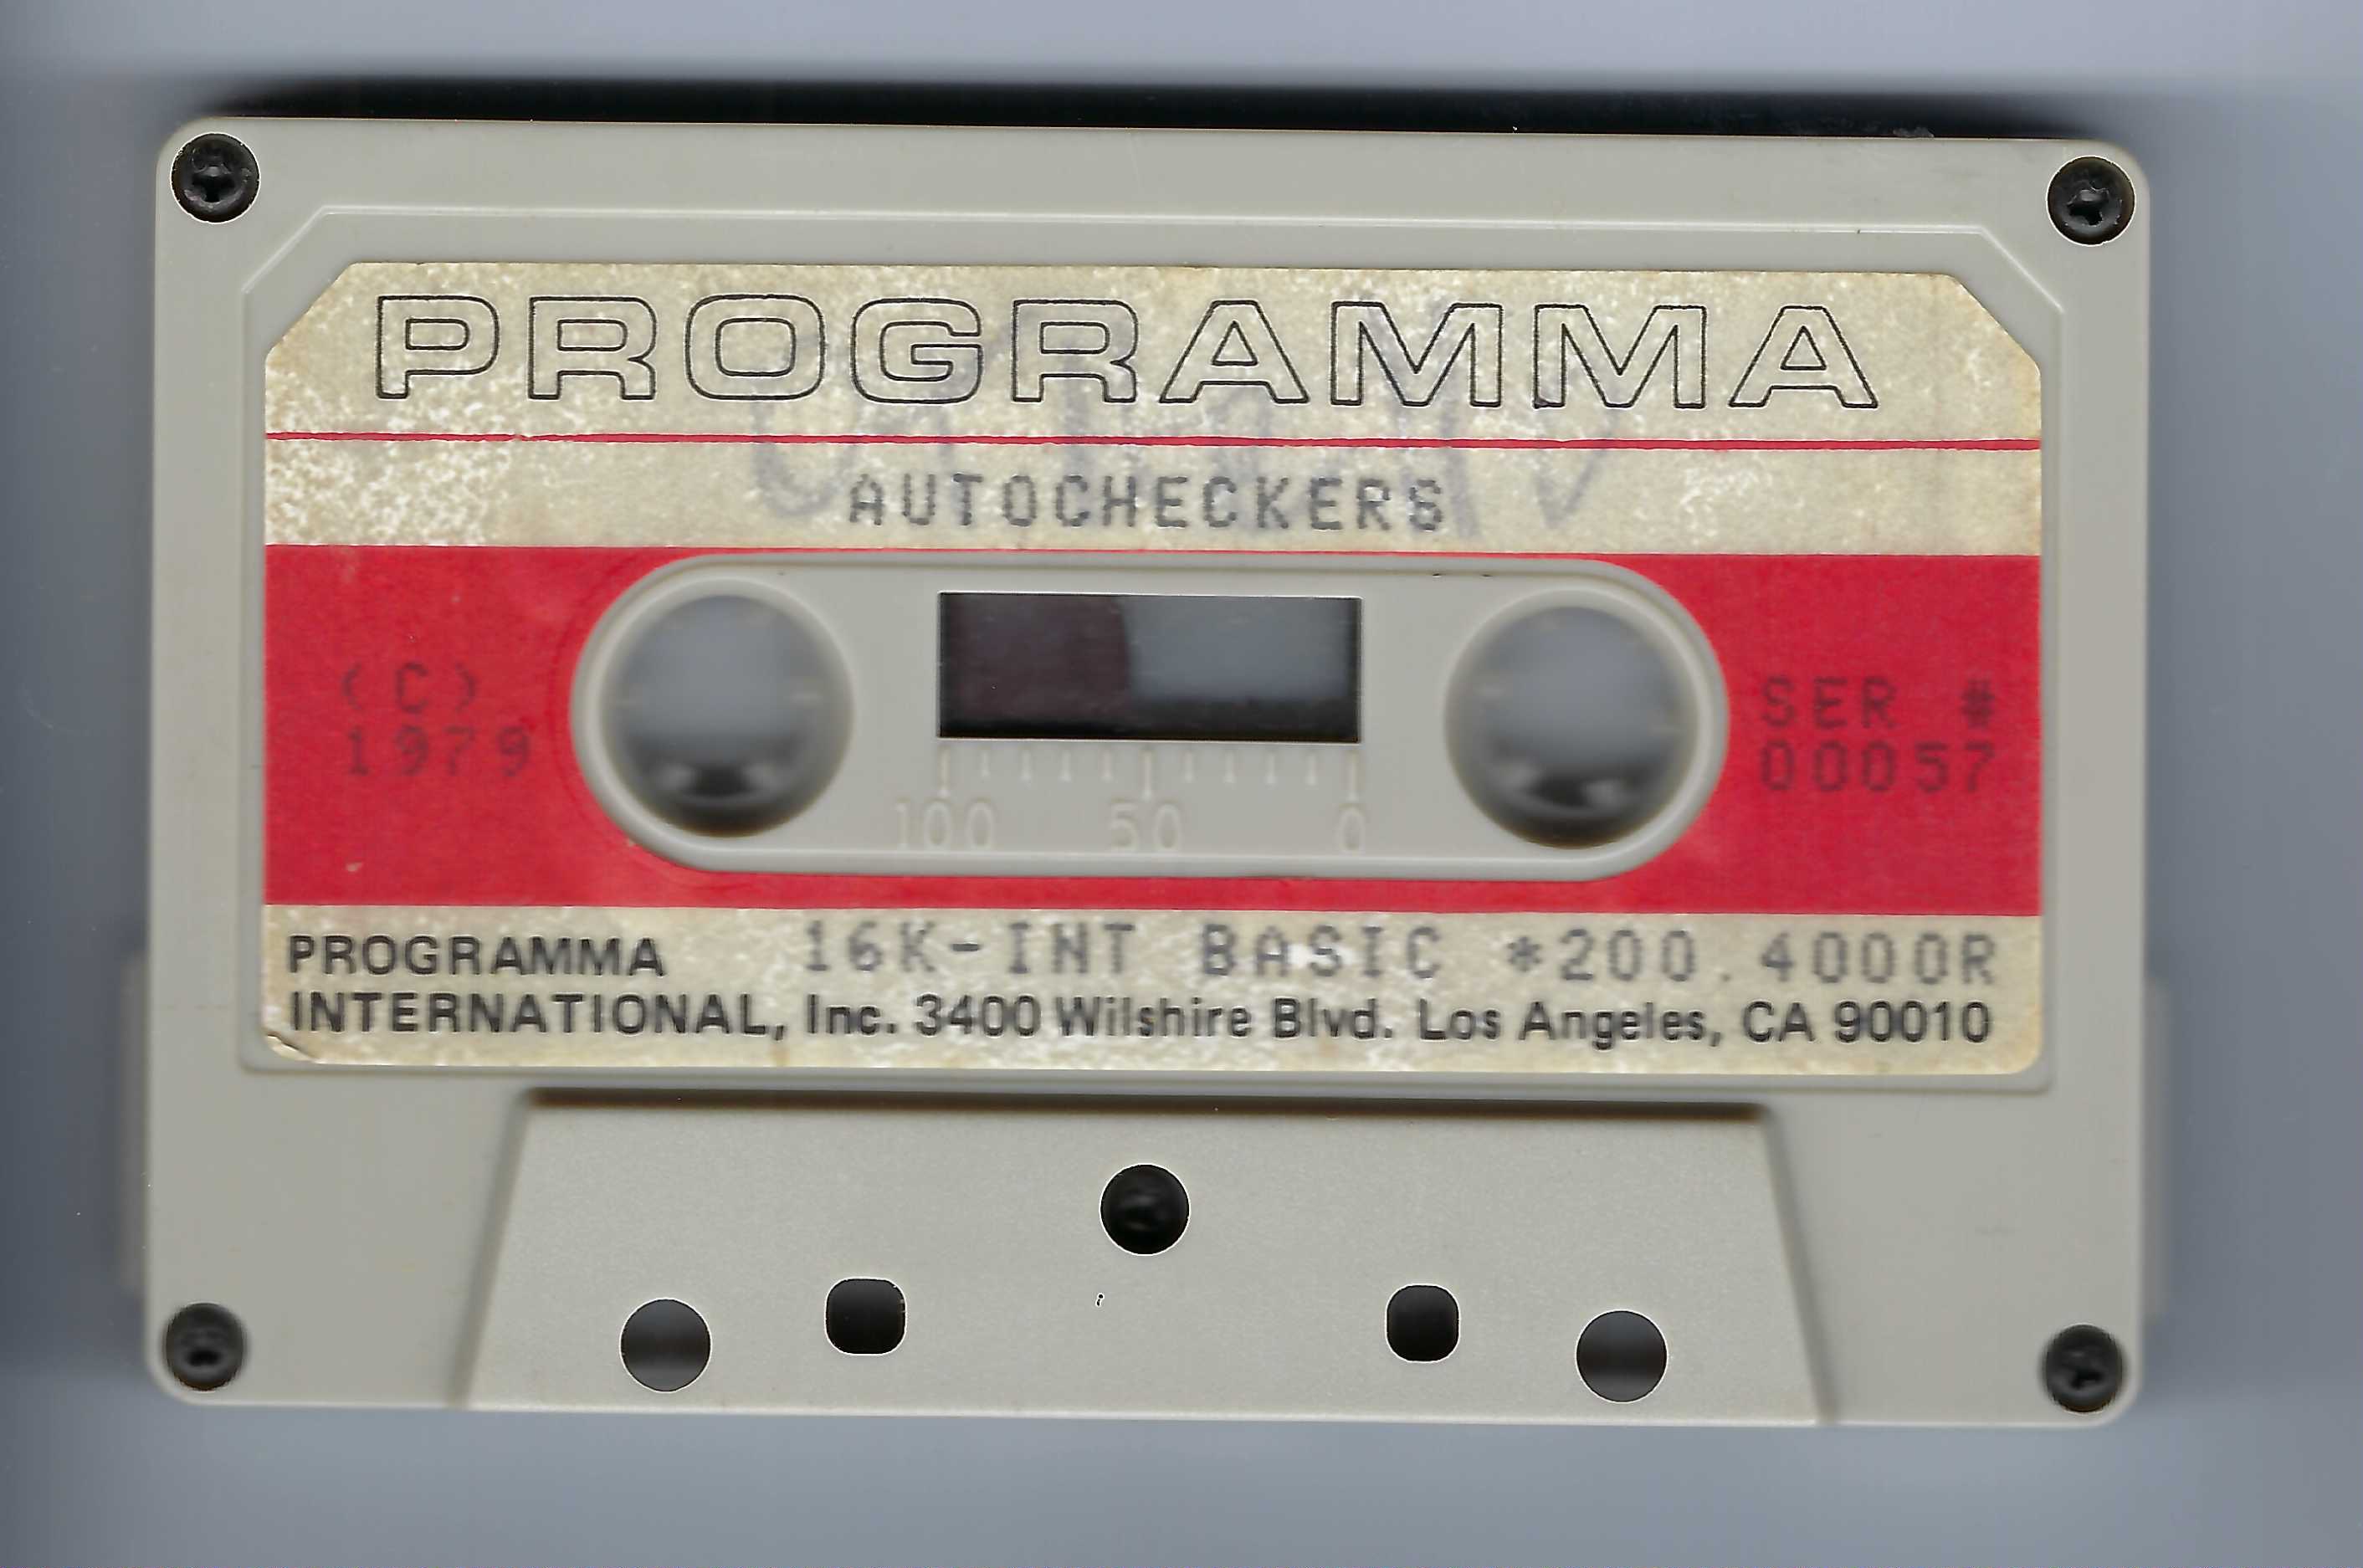 PROGRAMMA
AUTOCHECKERS
(C)
1979
SER #
00057
100 50 0
PROGRAMMA 16K-INT BASIC *200.4000R
INTERNATIONAL, Inc. 3400 Wilshire Blvd. Los Angeles, CA 90010